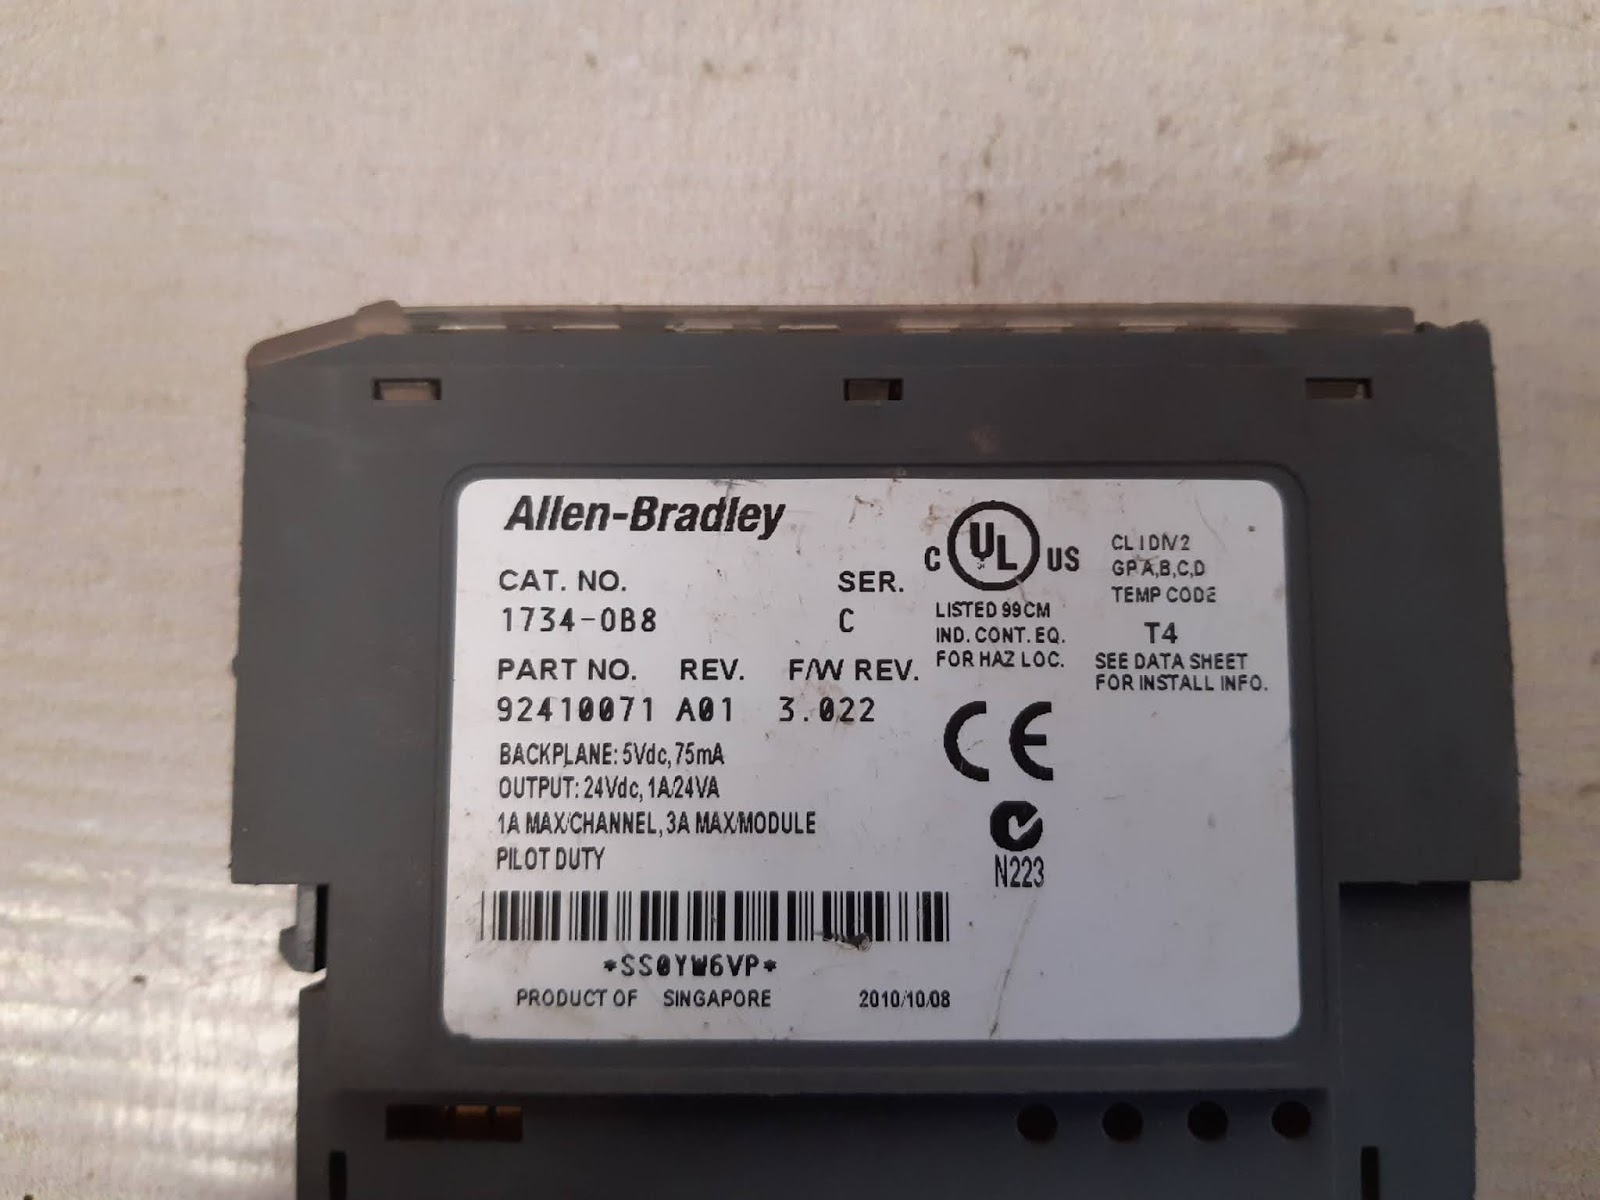 Allen-Bradley
CAT. NO. SER.
1734-OB8 C
PART NO. REV. F/W REV.
92410071 A01 3.022
BACKPLANE: 5Vdc, 75mA
OUTPUT: 24Vdc, 1A/24VA
1A MAX/CHANNEL, 3A MAX/MODULE
PILOT DUTY
*SS0YW6VP*
PRODUCT OF SINGAPORE 2010/10/08
C UL US
LISTED 99CM
IND. CONT. EQ.
FOR HAZ LOC.
CL I DIV 2
GP A,B,C,D
TEMP CODE
T4
SEE DATA SHEET
FOR INSTALL INFO.
CE
N223